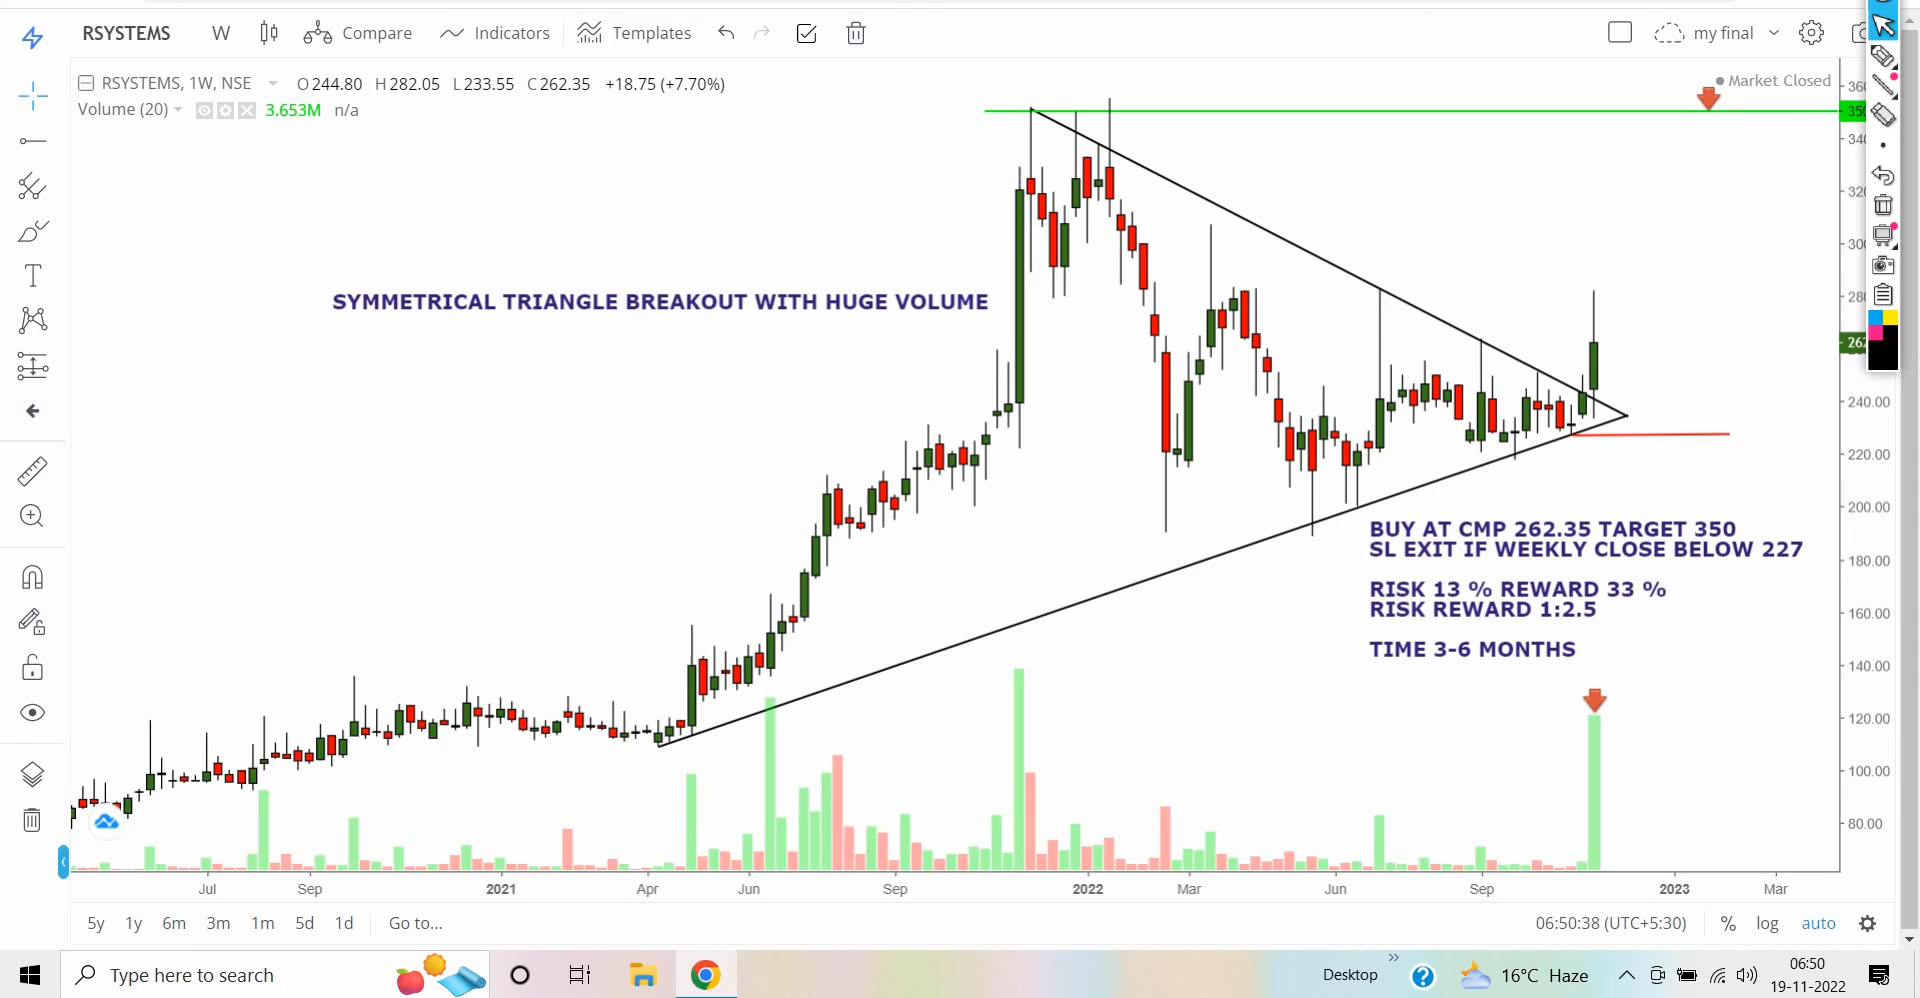 RSYSTEMS W Compare Indicators Templates my final
RSYSTEMS, 1W, NSE O244.80 H282.05 L233.55 C262.35 +18.75 (+7.70%)
Market Closed
Volume (20) 3.653M n/a
SYMMETRICAL TRIANGLE BREAKOUT WITH HUGE VOLUME
240.00
220.00
200.00
180.00
160.00
140.00
120.00
100.00
80.00
BUY AT CMP 262.35 TARGET 350
SL EXIT IF WEEKLY CLOSE BELOW 227
RISK 13 % REWARD 33 %
RISK REWARD 1:2.5
TIME 3-6 MONTHS
Jul Sep 2021 Apr Jun Sep 2022 Mar Jun Sep 2023 Mar
5y 1y 6m 3m 1m 5d 1d Go to... 06:50:38 (UTC+5:30) % log auto
Type here to search Desktop 16°C Haze 06:50
19-11-2022